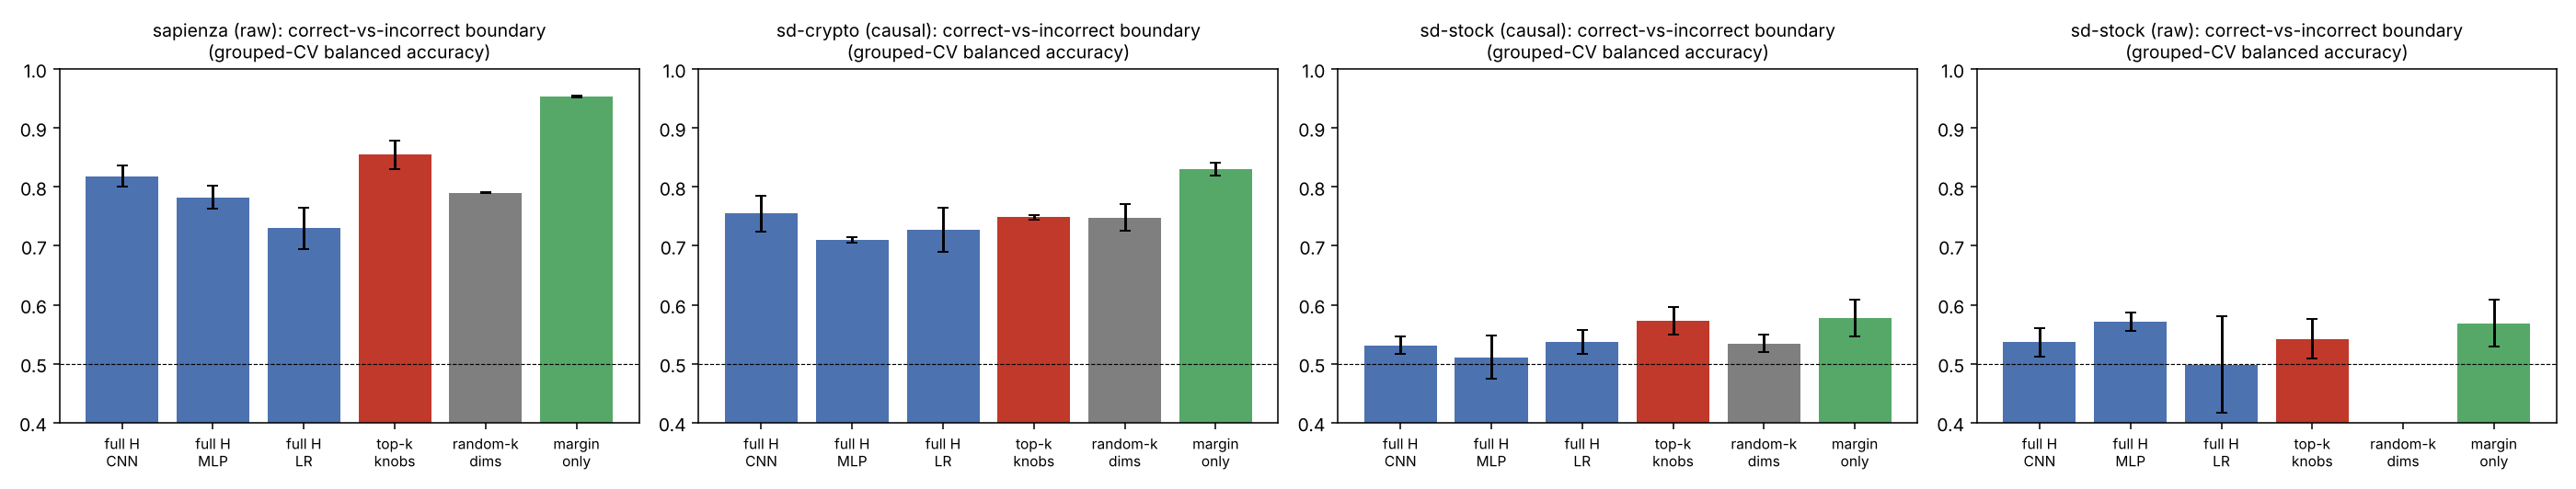 sapienza (raw): correct-vs-incorrect boundary
(grouped-CV balanced accuracy)
1.0
0.9
0.8
0.7
0.6
0.5
0.4
full H
CNN
full H
MLP
full H
LR
top-k
knobs
random-k
dims
margin
only
sd-crypto (causal): correct-vs-incorrect boundary
(grouped-CV balanced accuracy)
1.0
0.9
0.8
0.7
0.6
0.5
0.4
full H
CNN
full H
MLP
full H
LR
top-k
knobs
random-k
dims
margin
only
sd-stock (causal): correct-vs-incorrect boundary
(grouped-CV balanced accuracy)
1.0
0.9
0.8
0.7
0.6
0.5
0.4
full H
CNN
full H
MLP
full H
LR
top-k
knobs
random-k
dims
margin
only
sd-stock (raw): correct-vs-incorrect boundary
(grouped-CV balanced accuracy)
1.0
0.9
0.8
0.7
0.6
0.5
0.4
full H
CNN
full H
MLP
full H
LR
top-k
knobs
random-k
dims
margin
only